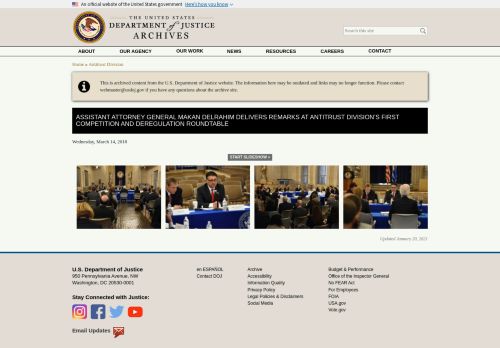 An official website of the United States government Here's how you know
THE UNITED STATES
DEPARTMENT of JUSTICE
ARCHIVES
Search this site
ABOUT OUR AGENCY OUR WORK NEWS RESOURCES CAREERS CONTACT
Home » Antitrust Division
This is archived content from the U.S. Department of Justice website. The information here may be outdated and links may no longer function. Please contact
webmaster@usdoj.gov if you have any questions about the archive site.
ASSISTANT ATTORNEY GENERAL MAKAN DELRAHIM DELIVERS REMARKS AT ANTITRUST DIVISION'S FIRST
COMPETITION AND DEREGULATION ROUNDTABLE
Wednesday, March 14, 2018
START SLIDESHOW »
Updated January 20, 2021
U.S. Department of Justice
950 Pennsylvania Avenue, NW
Washington, DC 20530-0001
Stay Connected with Justice:
Email Updates
en ESPAÑOL
Contact DOJ
Archive
Accessibility
Information Quality
Privacy Policy
Legal Policies & Disclaimers
Social Media
Budget & Performance
Office of the Inspector General
No FEAR Act
For Employees
FOIA
USA.gov
Vote.gov